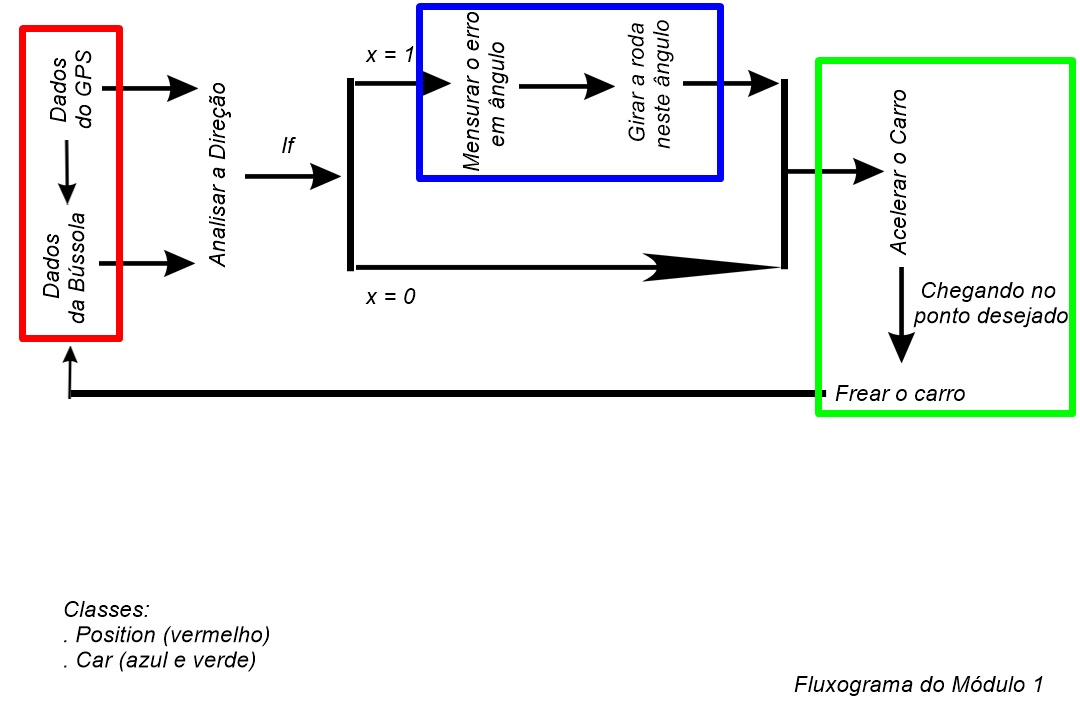 Dados
do GPS
Dados
da Bússola
Analisar a Direção
If
x = 1
x = 0
Mensurar o erro
em ângulo
Girar a roda
neste ângulo
Acelerar o Carro
Chegando no
ponto desejado
Frear o carro
Classes:
. Position (vermelho)
. Car (azul e verde)
Fluxograma do Módulo 1